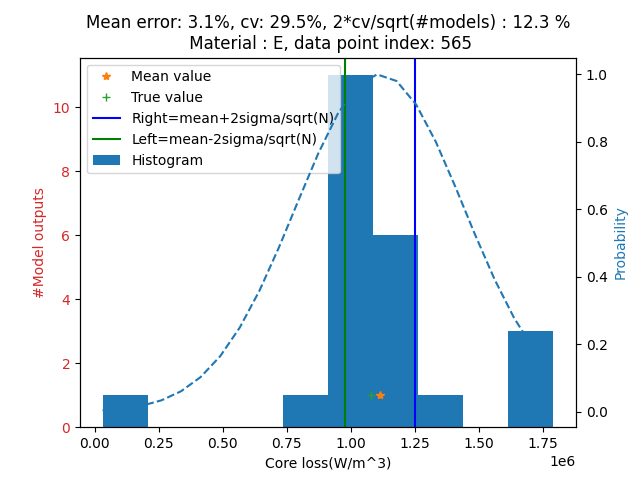 Mean error: 3.1%, cv: 29.5%, 2*cv/sqrt(#models) : 12.3 %
Material : E, data point index: 565
Mean value
True value
Right=mean+2sigma/sqrt(N)
Left=mean-2sigma/sqrt(N)
Histogram
#Model outputs
10
8
6
4
2
0
1.0
0.8
0.6
0.4
0.2
0.0
Probability
0.00 0.25 0.50 0.75 1.00 1.25 1.50 1.75
Core loss(W/m^3)
1e6